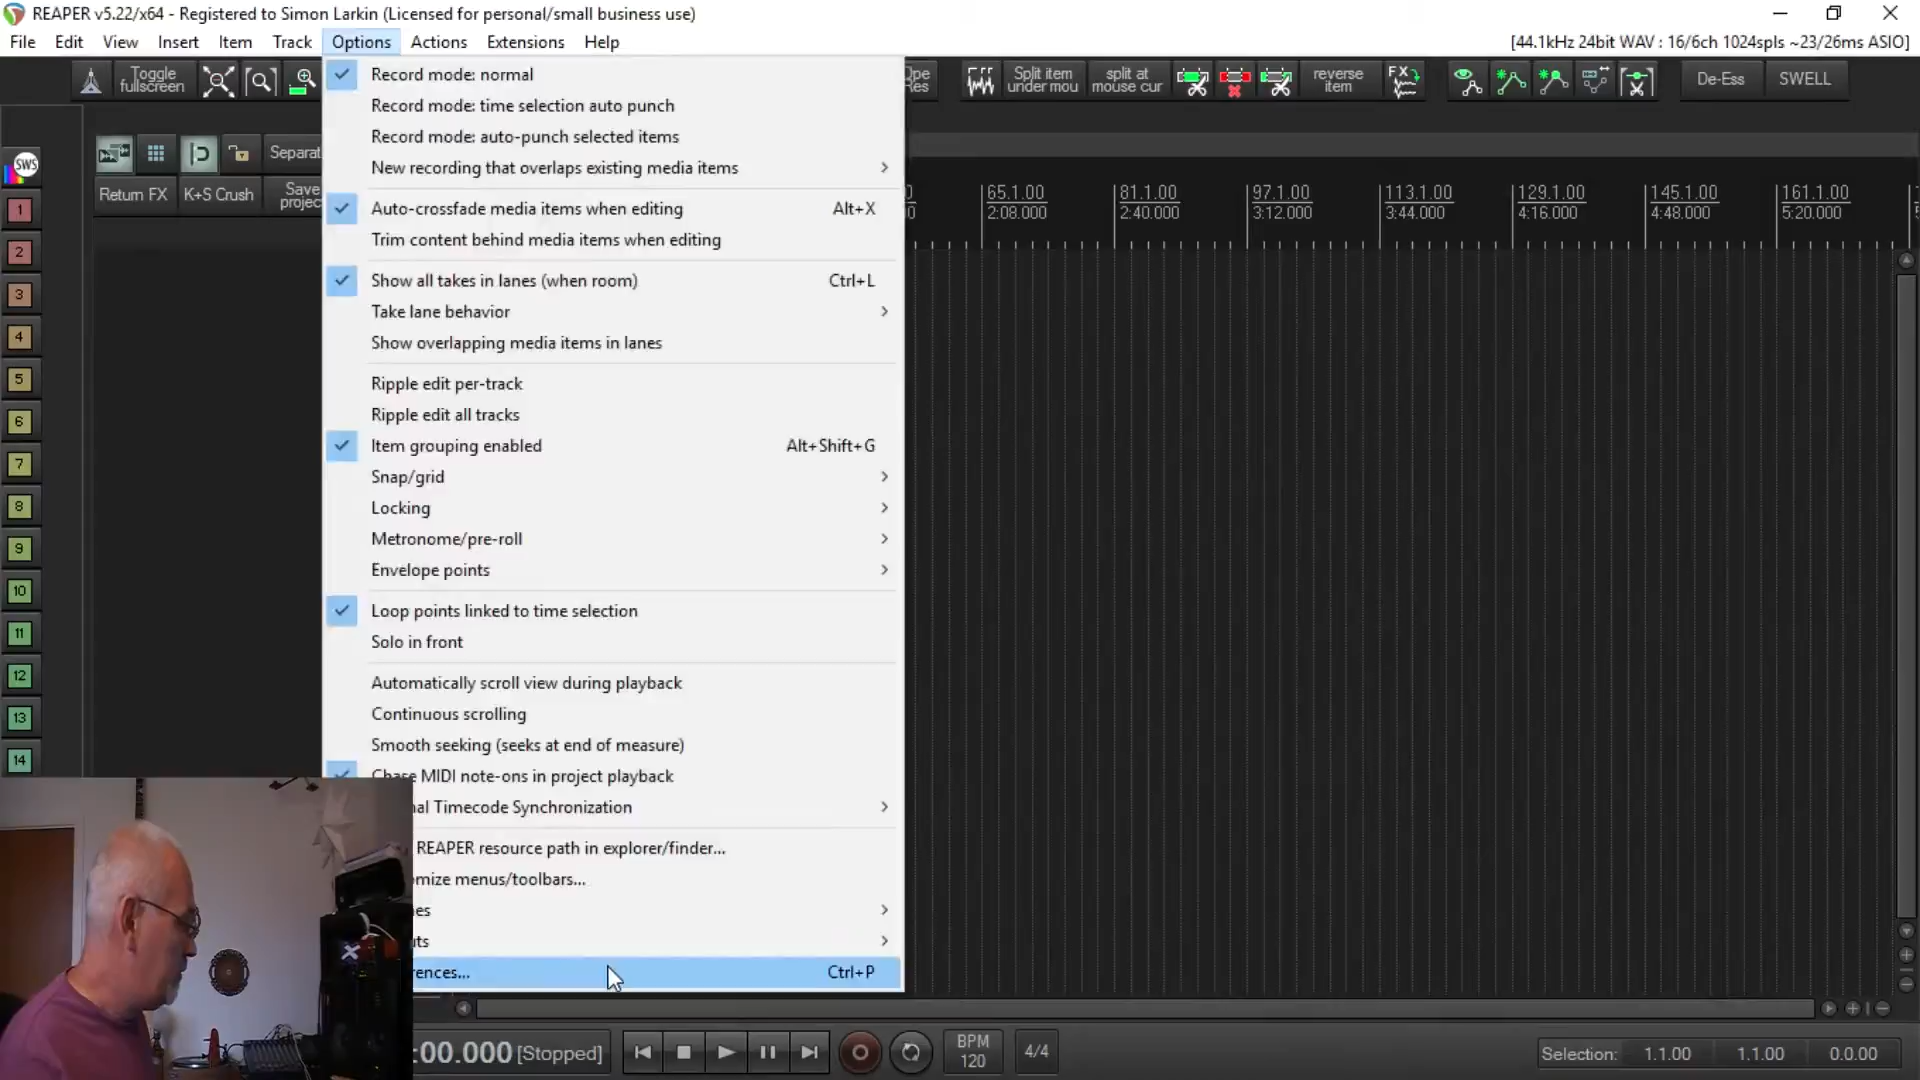 REAPER v5.22/x64 - Registered to Simon Larkin (Licensed for personal/small business use)
File Edit View Insert Item Track Options Actions Extensions Help
[44.1kHz 24bit WAV : 16/6ch 1024spls ~23/26ms ASIO]
Toggle fullscreen
Split item under mou
split at mouse cur
reverse item
FX
De-Ess
SWELL
Record mode: normal
Record mode: time selection auto punch
Record mode: auto-punch selected items
New recording that overlaps existing media items
Auto-crossfade media items when editing Alt+X
Trim content behind media items when editing
Show all takes in lanes (when room) Ctrl+L
Take lane behavior
Show overlapping media items in lanes
Ripple edit per-track
Ripple edit all tracks
Item grouping enabled Alt+Shift+G
Snap/grid
Locking
Metronome/pre-roll
Envelope points
Loop points linked to time selection
Solo in front
Automatically scroll view during playback
Continuous scrolling
Smooth seeking (seeks at end of measure)
Chase MIDI note-ons in project playback
al Timecode Synchronization
REAPER resource path in explorer/finder...
omize menus/toolbars...
es
uts
rences... Ctrl+P
SWS
Separat
Return FX
K+S Crush
Save projec
65.1.00 81.1.00 97.1.00 113.1.00 129.1.00 145.1.00 161.1.00
2:08.000 2:40.000 3:12.000 3:44.000 4:16.000 4:48.000 5:20.000
1
2
3
4
5
6
7
8
9
10
11
12
13
14
:00.000 [Stopped]
BPM
120
4/4
Selection: 1.1.00 1.1.00 0.0.00